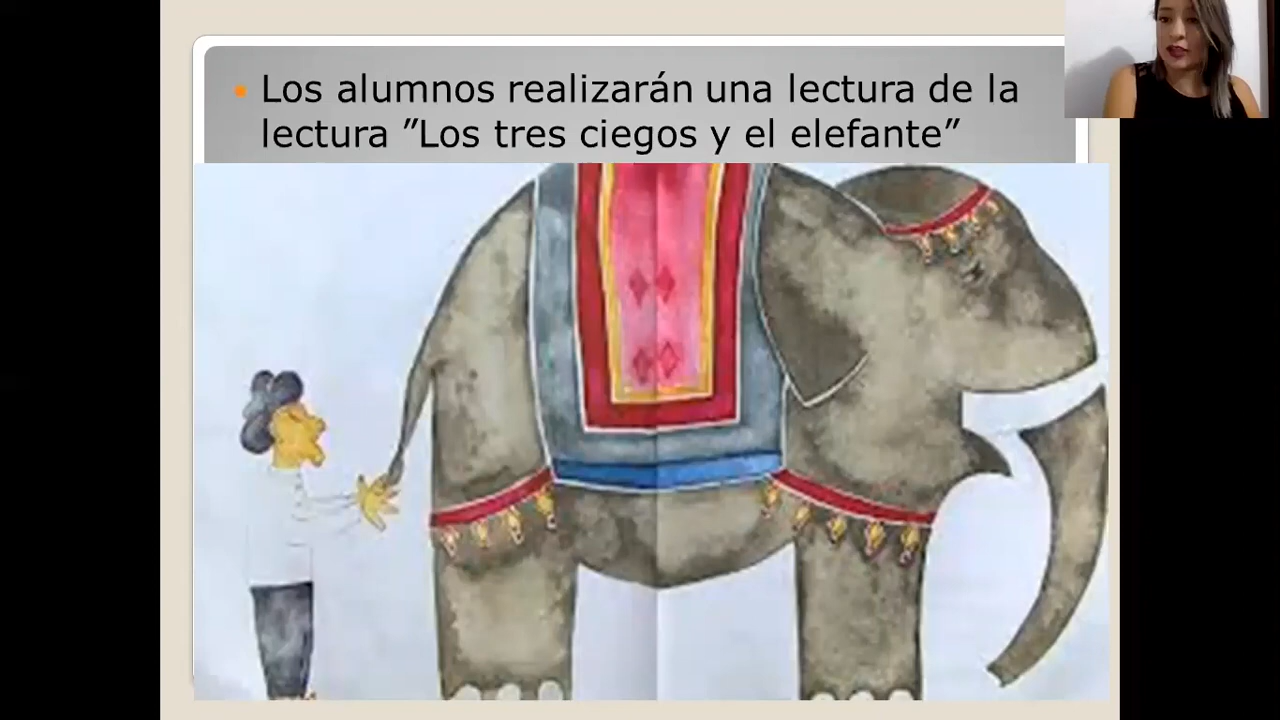 Los alumnos realizarán una lectura de la
lectura ”Los tres ciegos y el elefante”